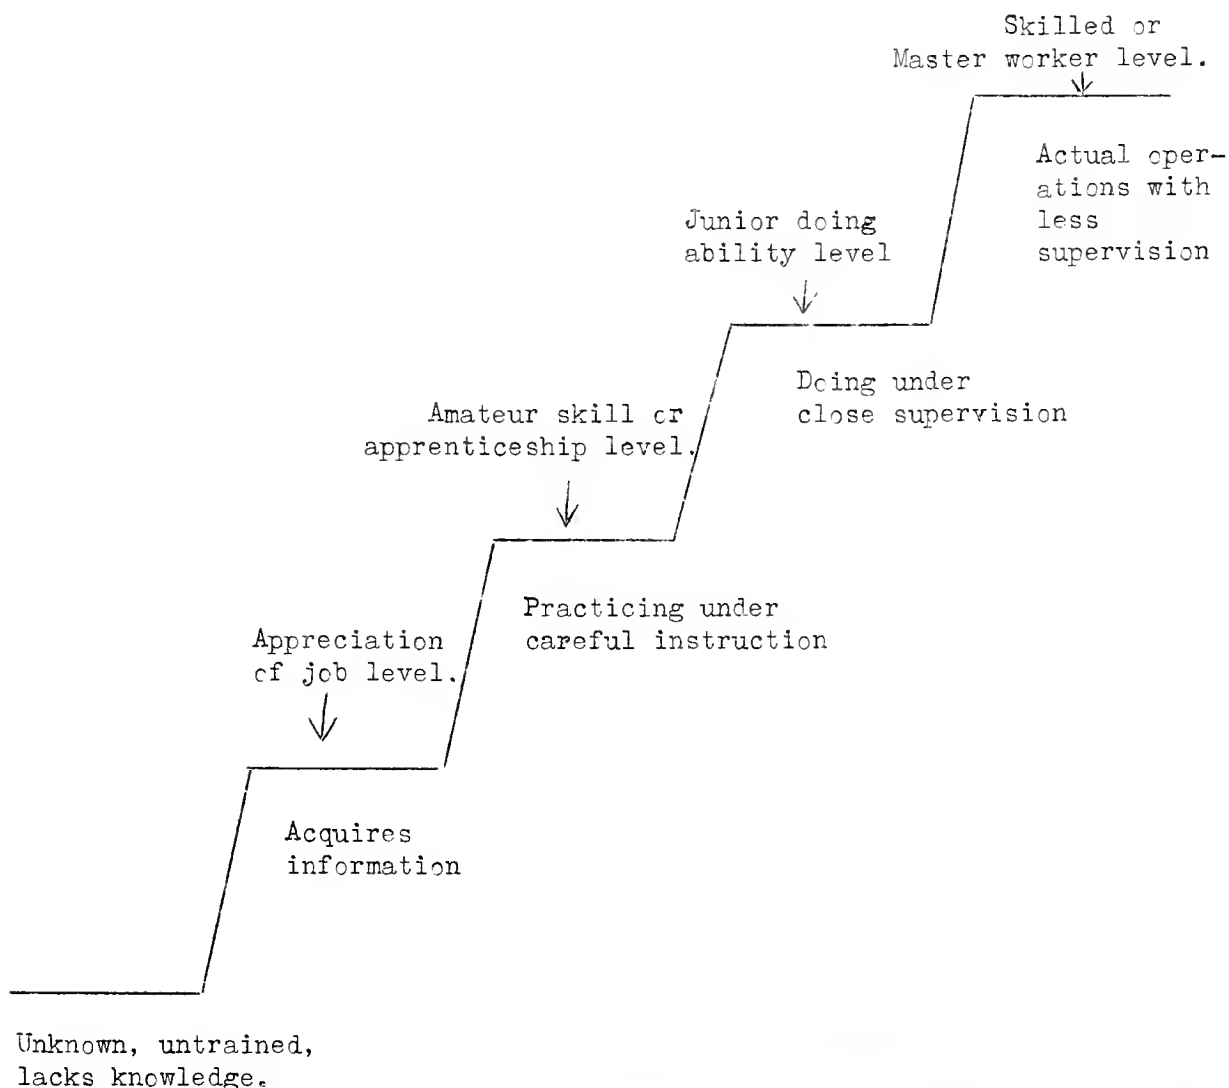 Skilled or
Master worker level.
Actual oper-
ations with
less
supervision
Junior doing
ability level
Doing under
close supervision
Amateur skill or
apprenticeship level.
Practicing under
careful instruction
Appreciation
of job level.
Acquires
information
Unknown, untrained,
lacks knowledge.